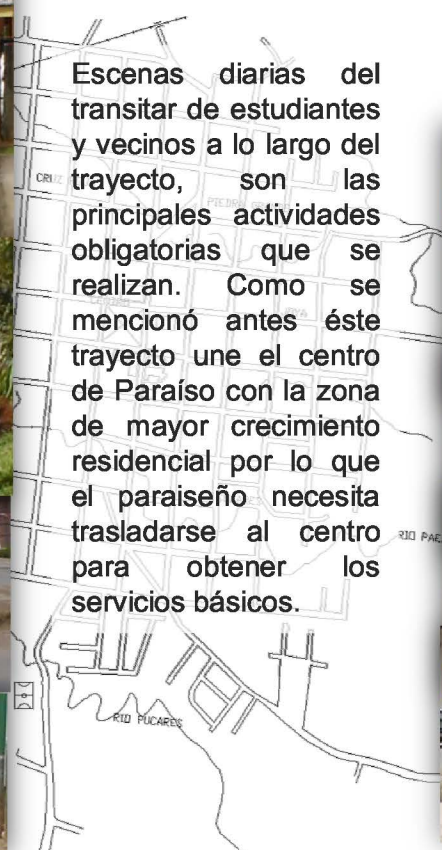 Escenas diarias del
transitar de estudiantes
y vecinos a lo largo del
trayecto, son las
principales actividades
obligatorias que se
realizan. Como se
mencionó antes éste
trayecto une el centro
de Paraíso con la zona
de mayor crecimiento
residencial por lo que
el paraiseño necesita
trasladarse al centro
para obtener los
servicios básicos.
RIO PUCARES